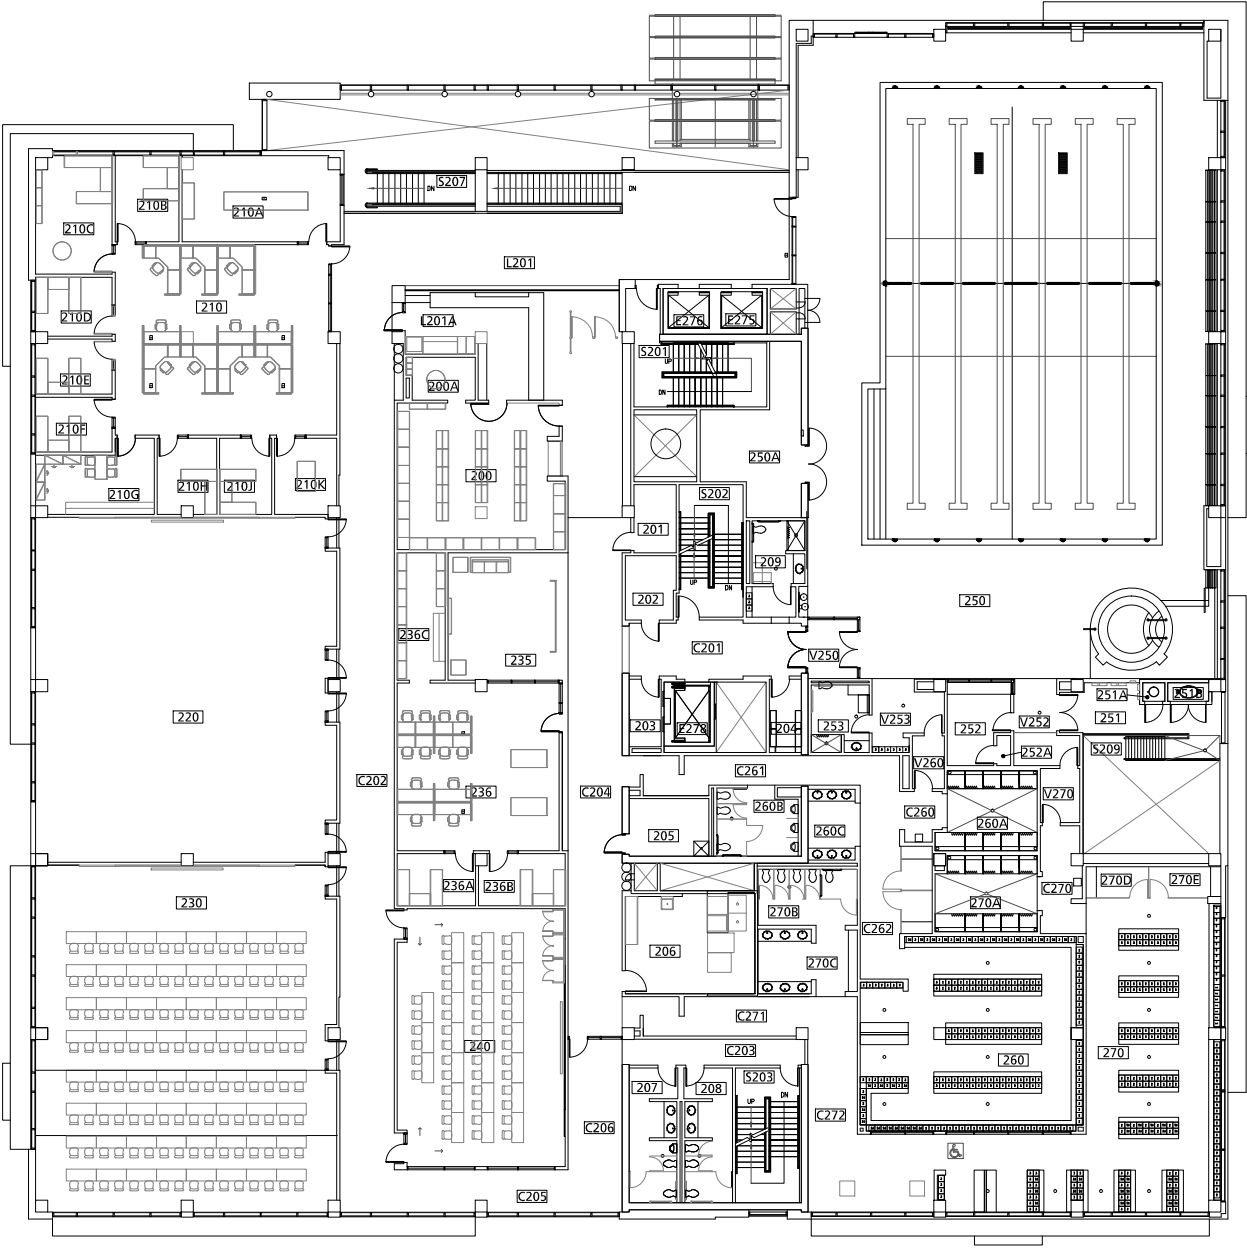 DN
S207
DN
210C
210B
210A
L201
210
210D
L201A
E276
E275
S201
UP
DN
210E
200A
210F
250A
210G
210H
210J
210K
200
S202
201
UP
DN
209
202
250
236C
235
C201
V250
220
203
E278
204
253
V253
252
V252
251A
251B
251
252A
S209
C202
236
C204
C261
V260
V270
260B
260C
C260
260A
205
236A
236B
230
270B
270A
C270
270D
270E
C262
206
270C
240
C271
C203
260
270
207
208
S203
UP
DN
C206
C272
C205